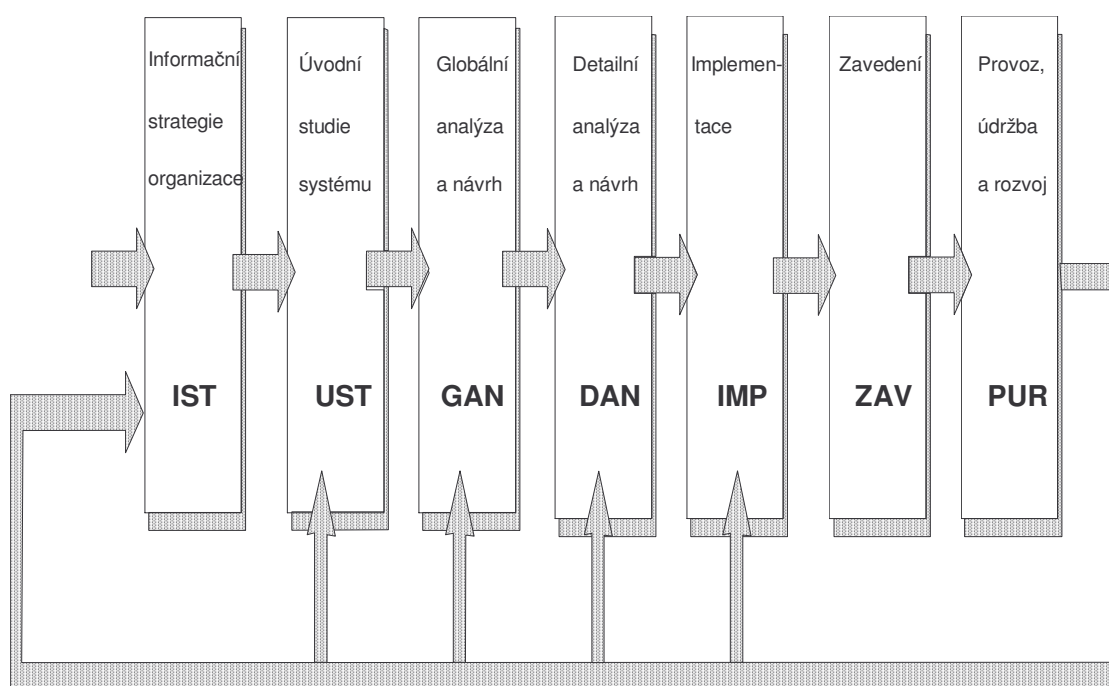 Informační
strategie
organizace
IST
Úvodní
studie
systému
UST
Globální
analýza
a návrh
GAN
Detailní
analýza
a návrh
DAN
Implemen-
tace
IMP
Zavedení
ZAV
Provoz,
údržba
a rozvoj
PUR